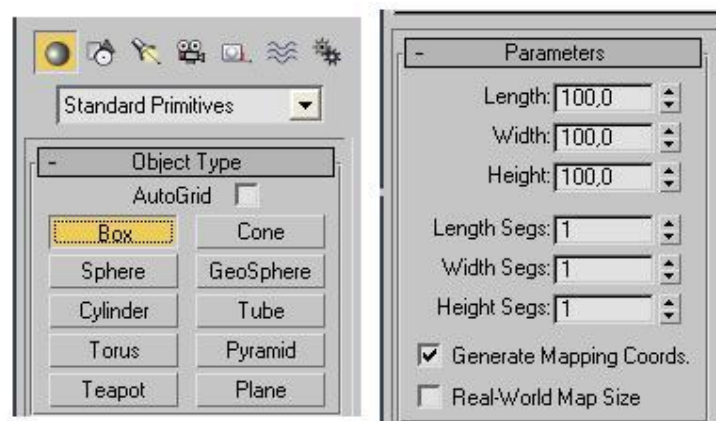 Standard Primitives
- Object Type
AutoGrid
Box Cone
Sphere GeoSphere
Cylinder Tube
Torus Pyramid
Teapot Plane
- Parameters
Length: 100,0
Width: 100,0
Height: 100,0
Length Segs: 1
Width Segs: 1
Height Segs: 1
Generate Mapping Coords.
Real-World Map Size